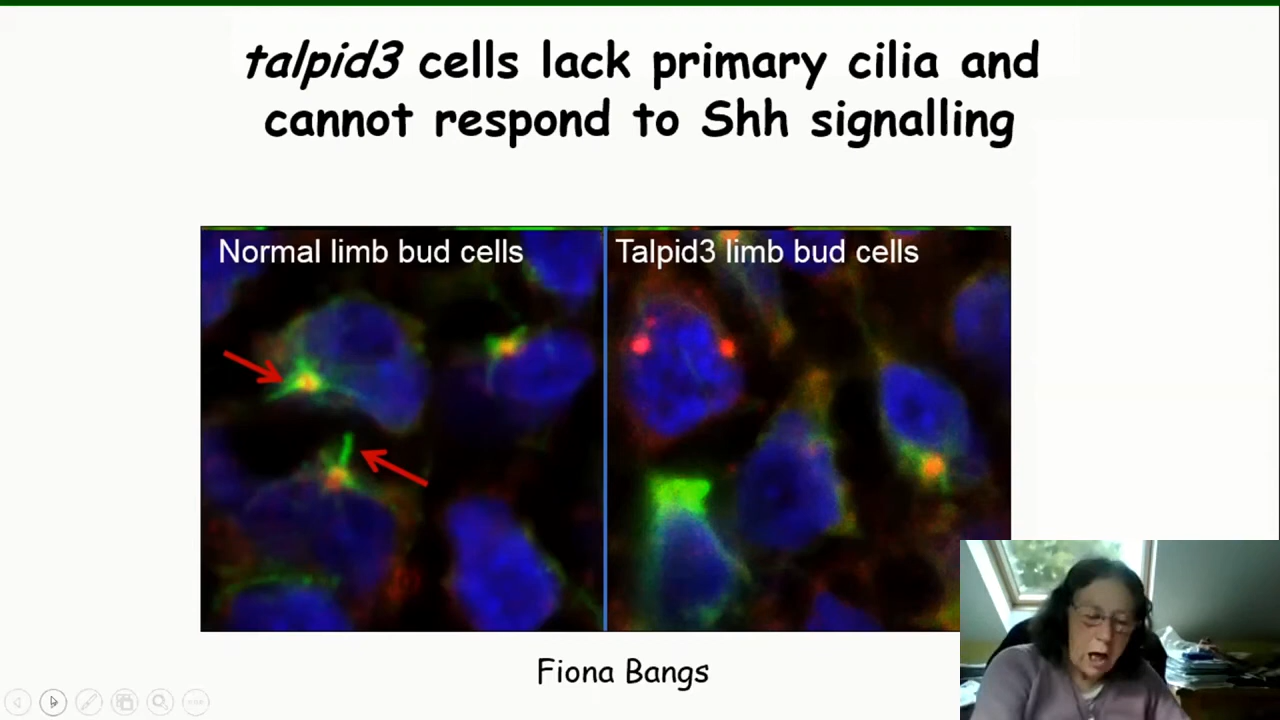 talpid3 cells lack primary cilia and
cannot respond to Shh signalling
Normal limb bud cells
Talpid3 limb bud cells
Fiona Bangs